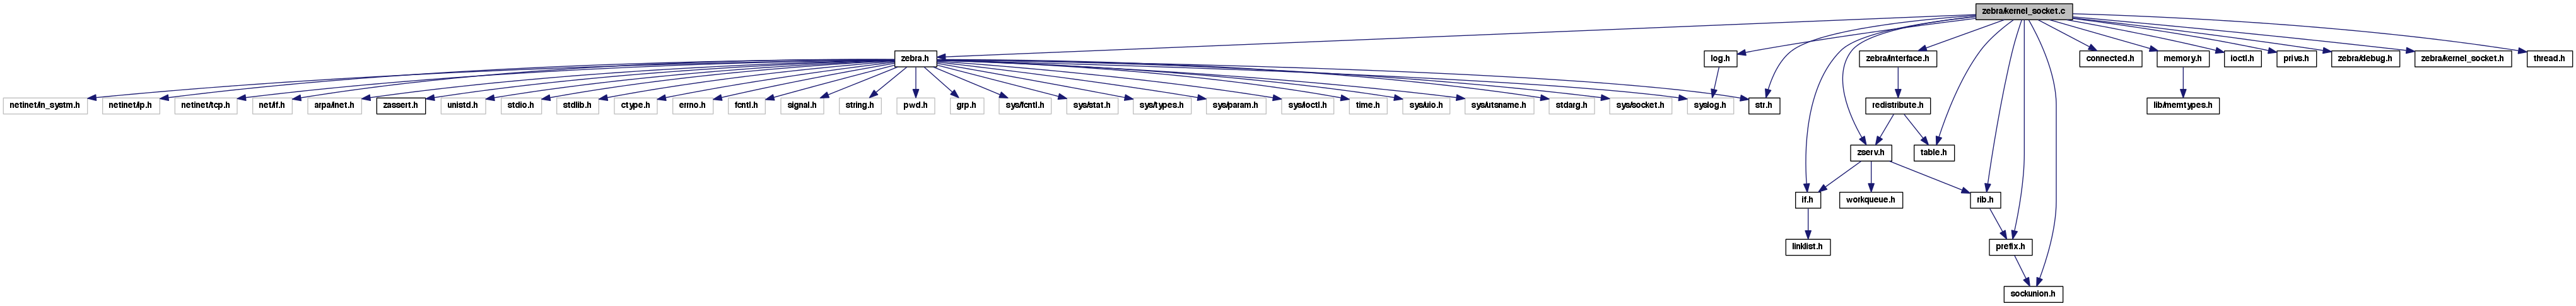 zebra/kernel_socket.c
zebra.h
log.h
zebra/interface.h
connected.h
memory.h
ioctl.h
privs.h
zebra/debug.h
zebra/kernel_socket.h
thread.h
netinet/in_systm.h
netinet/ip.h
netinet/tcp.h
net/if.h
arpa/inet.h
zassert.h
unistd.h
stdio.h
stdlib.h
ctype.h
errno.h
fcntl.h
signal.h
string.h
pwd.h
grp.h
sys/fcntl.h
sys/stat.h
sys/types.h
sys/param.h
sys/ioctl.h
time.h
sys/uio.h
sys/utsname.h
stdarg.h
sys/socket.h
syslog.h
str.h
redistribute.h
lib/memtypes.h
zserv.h
table.h
if.h
workqueue.h
rib.h
linklist.h
prefix.h
sockunion.h